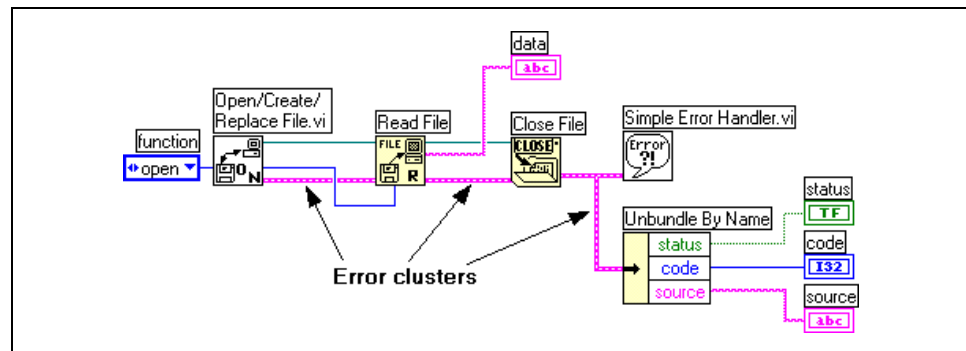 data
abc
Open/Create/
Replace File.vi
Read File
Close File
Simple Error Handler.vi
function
open
O
N
FILE
R
CLOSE
Error
?!
status
TF
Unbundle By Name
status
code
code
I32
source
source
abc
Error clusters